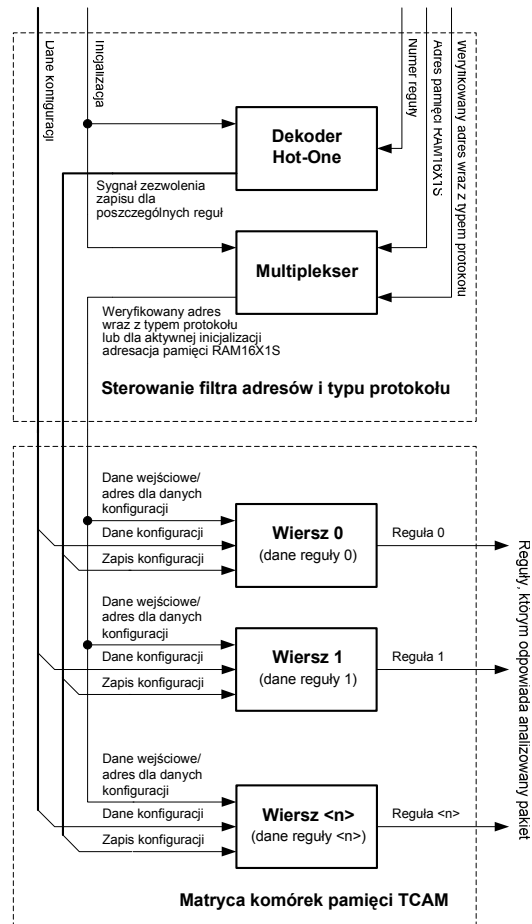 Dane konfiguracji
Inicjalizacja
Numer reguły
Adres pamięci RAM16X1S
Weryfikowany adres wraz z typem protokołu
Dekoder
Hot-One
Sygnał zezwolenia
zapisu dla
poszczególnych reguł
Multiplekser
Weryfikowany adres
wraz z typem protokołu
lub dla aktywnej inicjalizacji
adresacja pamięci RAM16X1S
Sterowanie filtra adresów i typu protokołu
Dane wejściowe/
adres dla danych
konfiguracji
Dane konfiguracji
Zapis konfiguracji
Wiersz 0
(dane reguły 0)
Reguła 0
Dane wejściowe/
adres dla danych
konfiguracji
Dane konfiguracji
Zapis konfiguracji
Wiersz 1
(dane reguły 1)
Reguła 1
Dane wejściowe/
adres dla danych
konfiguracji
Dane konfiguracji
Zapis konfiguracji
Wiersz <n>
(dane reguły <n>)
Reguła <n>
Reguły, którym odpowiada analizowany pakiet
Matryca komórek pamięci TCAM